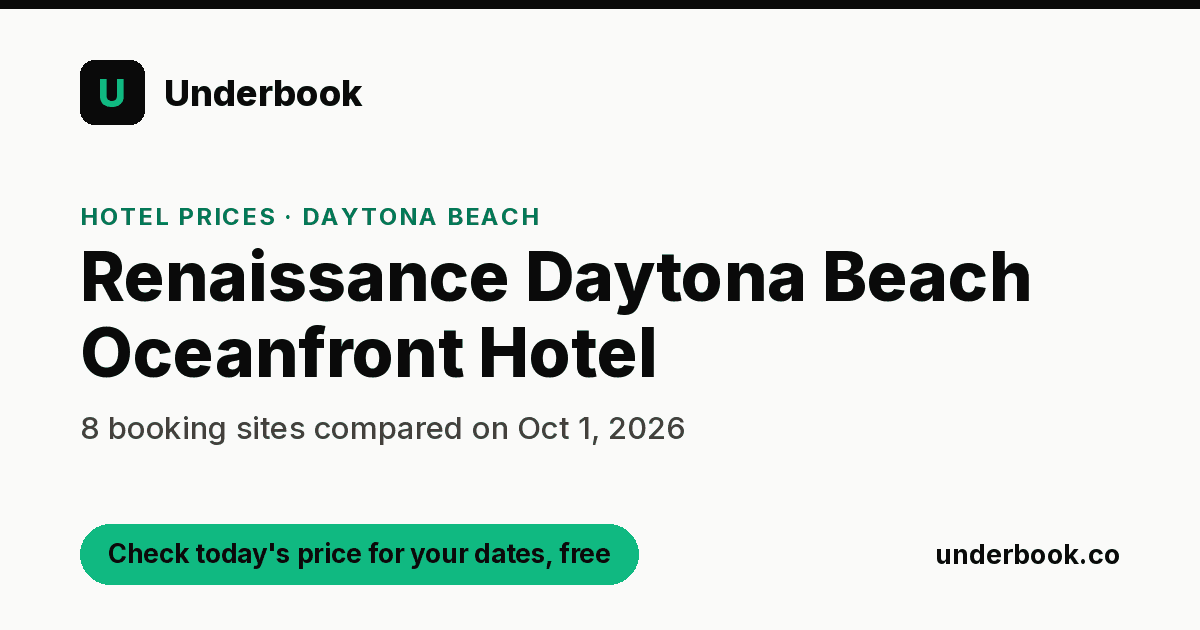 U Underbook
HOTEL PRICES · DAYTONA BEACH
Renaissance Daytona Beach
Oceanfront Hotel
8 booking sites compared on Oct 1, 2026
Check today's price for your dates, free
underbook.co